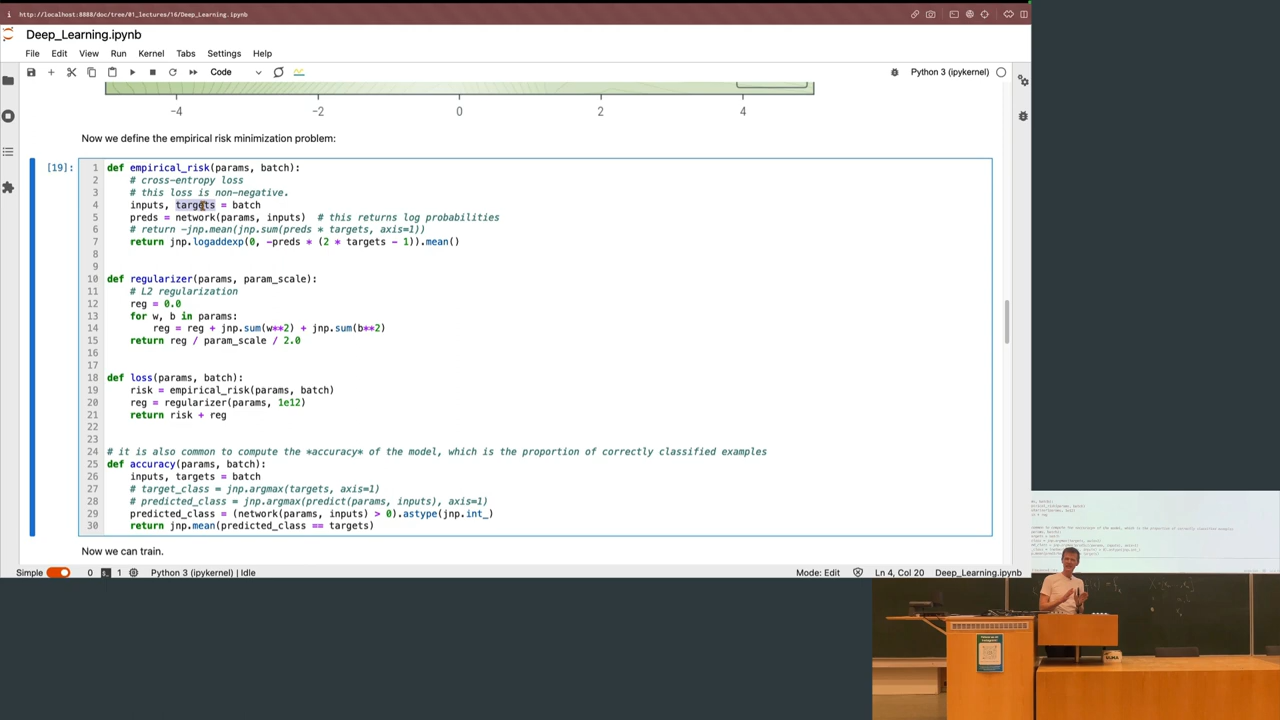 http://localhost:8888/doc/tree/01_lectures/16/Deep_Learning.ipynb
Deep_Learning.ipynb
File Edit View Run Kernel Tabs Settings Help
Code
Python 3 (ipykernel)
-4 -2 0 2 4
Now we define the empirical risk minimization problem:
[19]:
1 def empirical_risk(params, batch):
2 # cross-entropy loss
3 # this loss is non-negative.
4 inputs, targets = batch
5 preds = network(params, inputs) # this returns log probabilities
6 # return -jnp.mean(jnp.sum(preds * targets, axis=1))
7 return jnp.logaddexp(0, -preds * (2 * targets - 1)).mean()
8
9
10 def regularizer(params, param_scale):
11 # L2 regularization
12 reg = 0.0
13 for w, b in params:
14 reg = reg + jnp.sum(w**2) + jnp.sum(b**2)
15 return reg / param_scale / 2.0
16
17
18 def loss(params, batch):
19 risk = empirical_risk(params, batch)
20 reg = regularizer(params, 1e12)
21 return risk + reg
22
23
24 # it is also common to compute the *accuracy* of the model, which is the proportion of correctly classified examples
25 def accuracy(params, batch):
26 inputs, targets = batch
27 # target_class = jnp.argmax(targets, axis=1)
28 # predicted_class = jnp.argmax(predict(params, inputs), axis=1)
29 predicted_class = (network(params, inputs) > 0).astype(jnp.int_)
30 return jnp.mean(predicted_class == targets)
Now we can train.
Simple 0 1 Python 3 (ipykernel) | Idle
Mode: Edit Ln 4, Col 20 Deep_Learning.ipynb